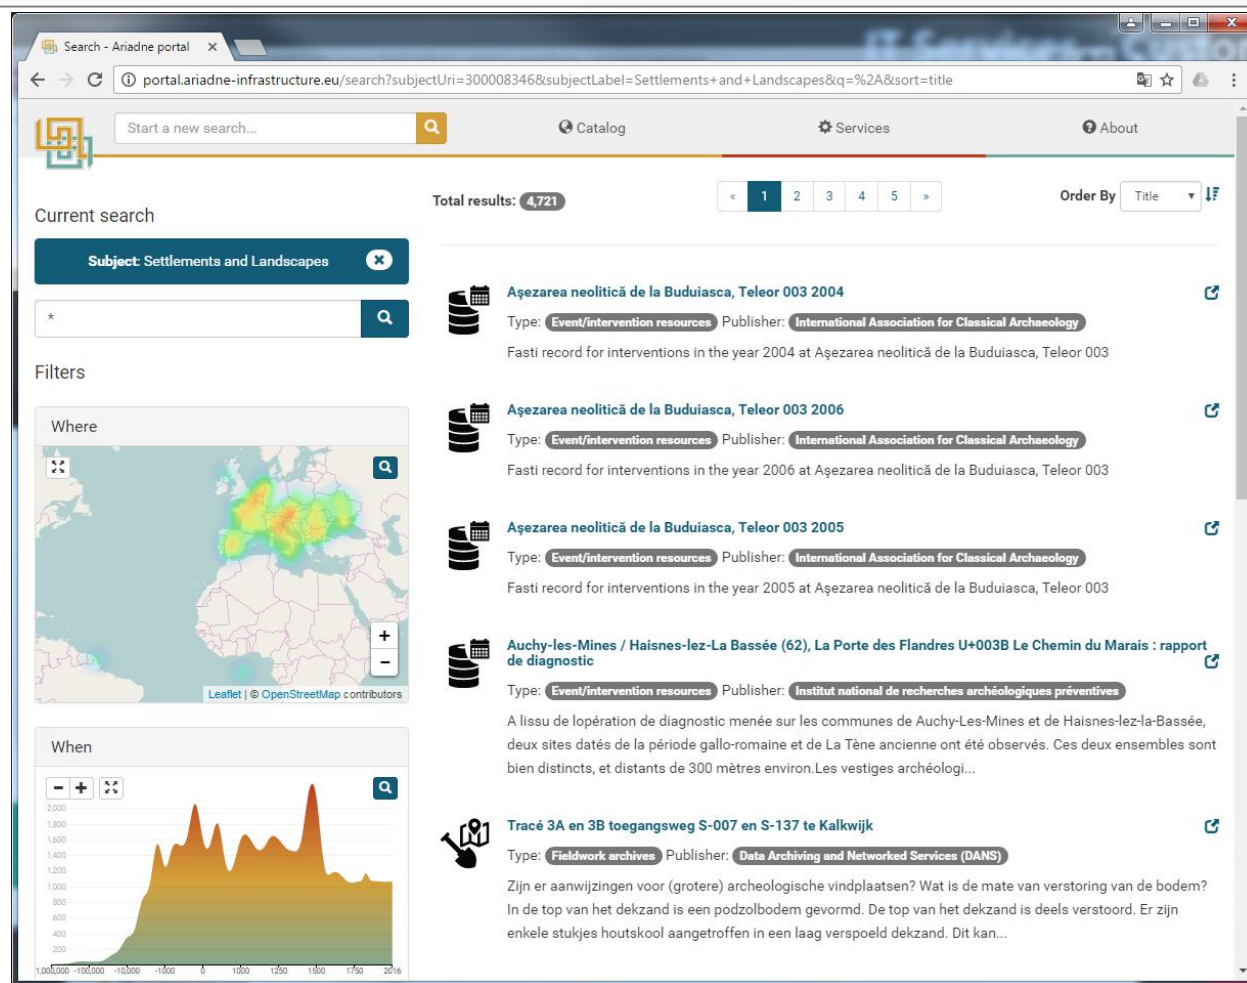 IT Services - Custo
Search - Ariadne portal
portal.ariadne-infrastructure.eu/search?subjectUri=300008346&subjectLabel=Settlements+and+Landscapes&q=%2A&sort=title
Start a new search...
Catalog
Services
About
Current search
Subject: Settlements and Landscapes
*
Filters
Where
+
−
Leaflet | © OpenStreetMap contributors
When
- +
2,000
1,800
1,600
1,400
1,200
1,000
800
600
400
200
1,000,000 -100,000 -10,000 -1000 0 1000 1250 1500 1750 2016
Total results: 4,721
« 1 2 3 4 5 »
Order By Title
Așezarea neolitică de la Buduiasca, Teleor 003 2004
Type: Event/intervention resources Publisher: International Association for Classical Archaeology
Fasti record for interventions in the year 2004 at Așezarea neolitică de la Buduiasca, Teleor 003
Așezarea neolitică de la Buduiasca, Teleor 003 2006
Type: Event/intervention resources Publisher: International Association for Classical Archaeology
Fasti record for interventions in the year 2006 at Așezarea neolitică de la Buduiasca, Teleor 003
Așezarea neolitică de la Buduiasca, Teleor 003 2005
Type: Event/intervention resources Publisher: International Association for Classical Archaeology
Fasti record for interventions in the year 2005 at Așezarea neolitică de la Buduiasca, Teleor 003
Auchy-les-Mines / Haisnes-lez-La Bassée (62), La Porte des Flandres U+003B Le Chemin du Marais : rapport
de diagnostic
Type: Event/intervention resources Publisher: Institut national de recherches archéologiques préventives
A lissu de lopération de diagnostic menée sur les communes de Auchy-Les-Mines et de Haisnes-lez-la-Bassée,
deux sites datés de la période gallo-romaine et de La Tène ancienne ont été observés. Ces deux ensembles sont
bien distincts, et distants de 300 mètres environ.Les vestiges archéologi...
Tracé 3A en 3B toegangsweg S-007 en S-137 te Kalkwijk
Type: Fieldwork archives Publisher: Data Archiving and Networked Services (DANS)
Zijn er aanwijzingen voor (grotere) archeologische vindplaatsen? Wat is de mate van verstoring van de bodem?
In de top van het dekzand is een podzolbodem gevormd. De top van het dekzand is deels verstoord. Er zijn
enkele stukjes houtskool aangetroffen in een laag verspoeld dekzand. Dit kan...